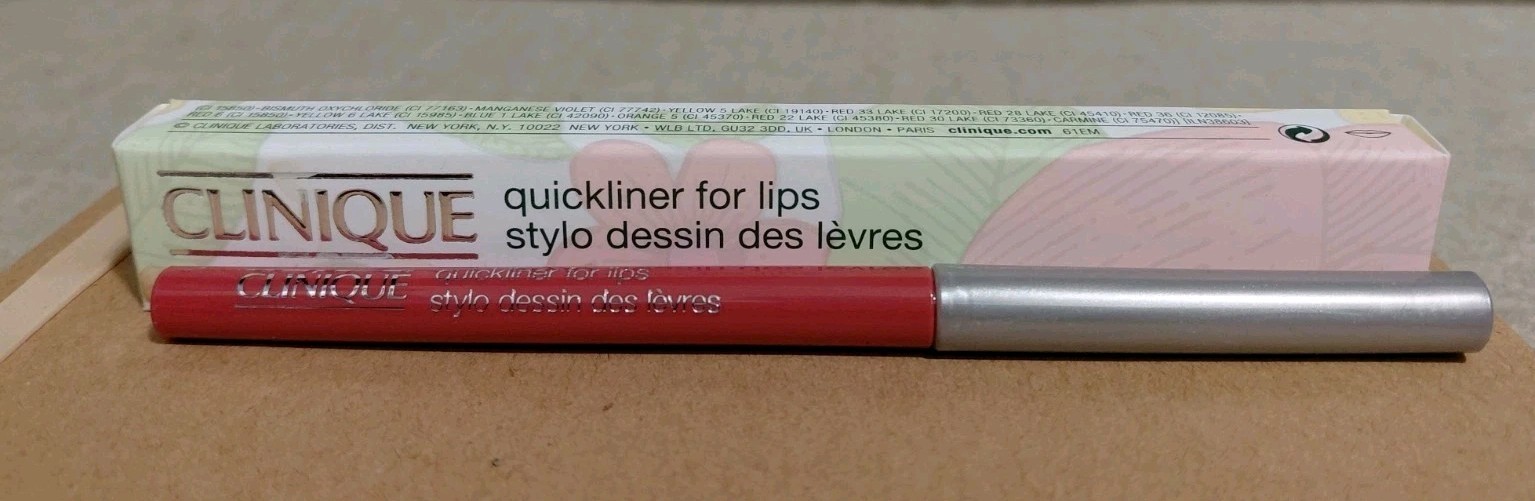 (CI 15850)•BISMUTH OXYCHLORIDE (CI 77163)•MANGANESE VIOLET (CI 77742)•YELLOW 5 LAKE (CI 19140)•RED 33 LAKE (CI 17200)•RED 28 LAKE (CI 45410)•RED 36 (CI 12085)•
RED 6 (CI 15850)•YELLOW 6 LAKE (CI 15985)•BLUE 1 LAKE (CI 42090)•ORANGE 5 (CI 45370)•RED 22 LAKE (CI 45380)•RED 30 LAKE (CI 73360)•CARMINE (CI 75470)] [ILN38603]
© CLINIQUE LABORATORIES, DIST. NEW YORK, N.Y. 10022 NEW YORK • WLB LTD, GU32 3DD, UK • LONDON • PARIS clinique.com 61EM
CLINIQUE
quickliner for lips
stylo dessin des lèvres
CLINIQUE
quickliner for lips
stylo dessin des lèvres